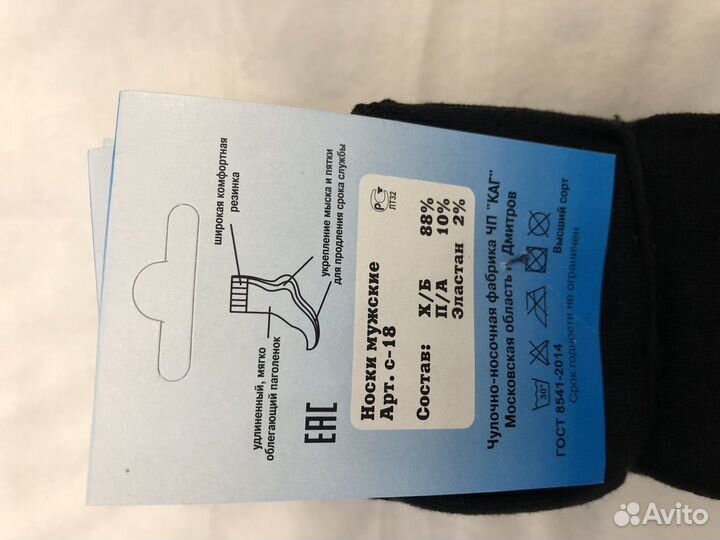 широкая комфортная
резинка
укрепление мыска и пятки
для продления срока службы
удлиненный, мягко
облегающий паголенок
ЕАС
РСТ
ЛТ32
Носки мужские
Арт. с-18
Состав: Х/Б 88%
П/А 10%
Эластан 2%
Чулочно-носочная фабрика ЧП "КАГ"
Московская область г. Дмитров
30°
Высший сорт
ГОСТ 8541-2014
Срок годности не ограничен
Avito